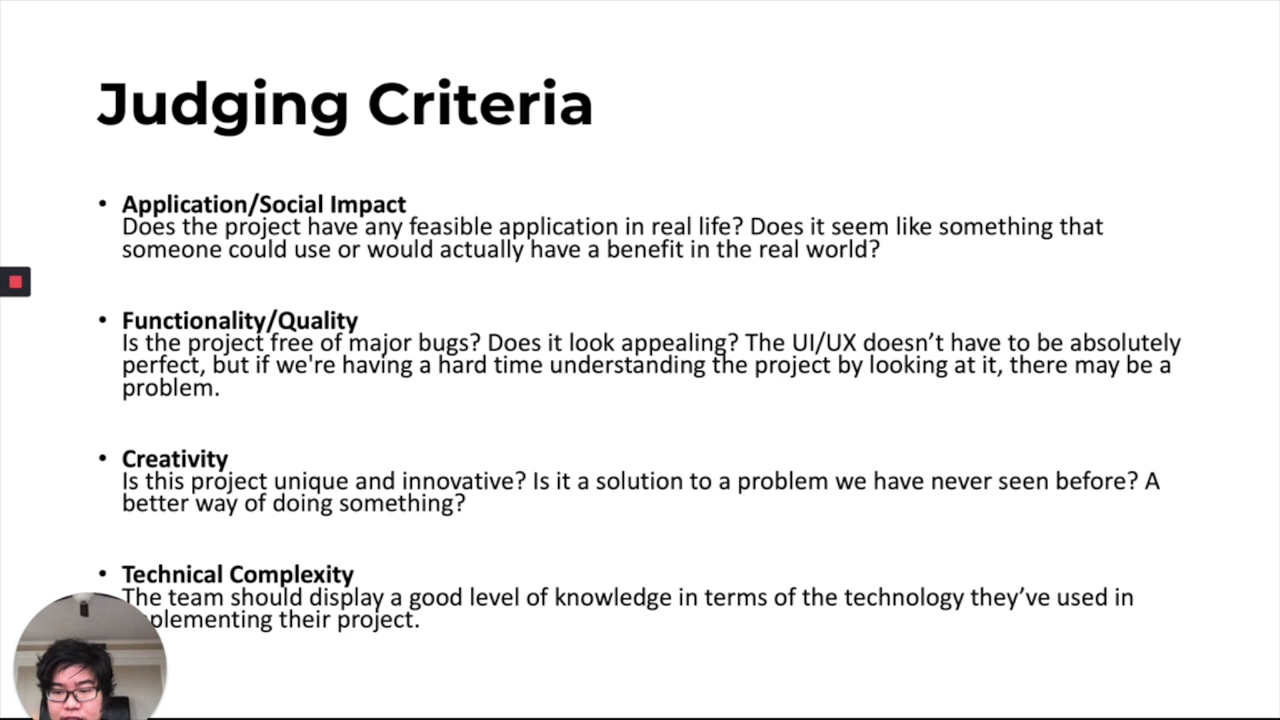 Judging Criteria
• Application/Social Impact
Does the project have any feasible application in real life? Does it seem like something that
someone could use or would actually have a benefit in the real world?
• Functionality/Quality
Is the project free of major bugs? Does it look appealing? The UI/UX doesn’t have to be absolutely
perfect, but if we're having a hard time understanding the project by looking at it, there may be a
problem.
• Creativity
Is this project unique and innovative? Is it a solution to a problem we have never seen before? A
better way of doing something?
• Technical Complexity
The team should display a good level of knowledge in terms of the technology they’ve used in
their project.